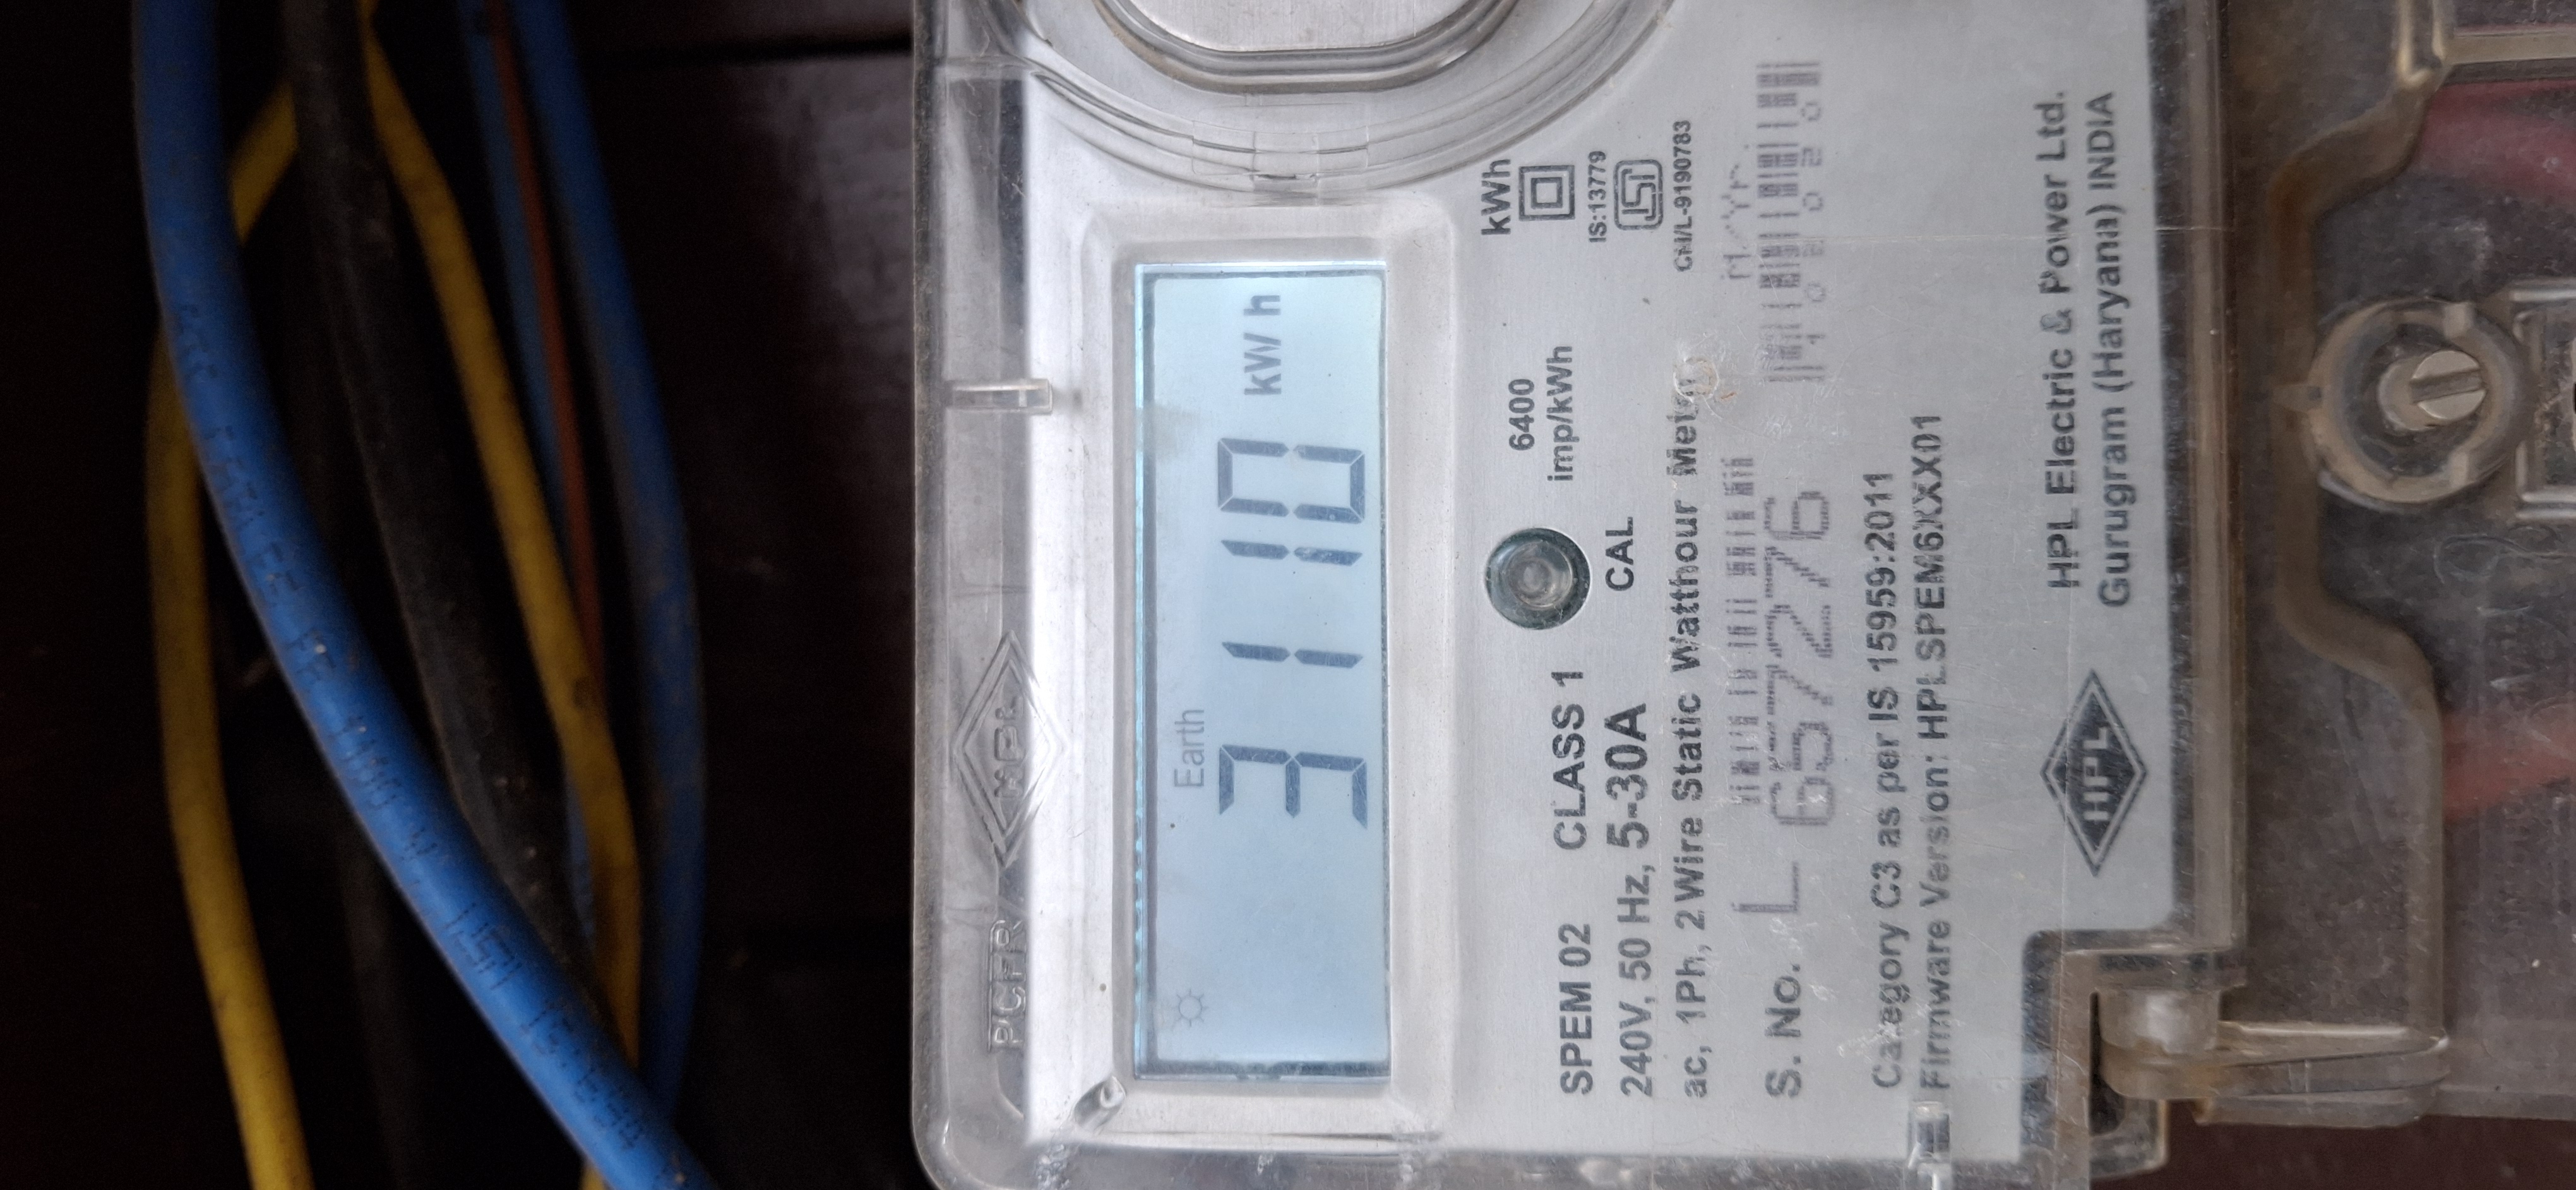 PCFR
Earth
3110 kWh
kWh
6400
imp/kWh
IS:13779
CM/L-9190783
CAL
SPEM 02 CLASS 1
240V, 50 Hz, 5-30A
ac, 1Ph, 2 Wire Static Watthour Meter
S. No. L 657276
Category C3 as per IS 15959:2011
Firmware Version: HPLSPEM6XXX01
HPL
HPL Electric & Power Ltd.
Gurugram (Haryana) INDIA